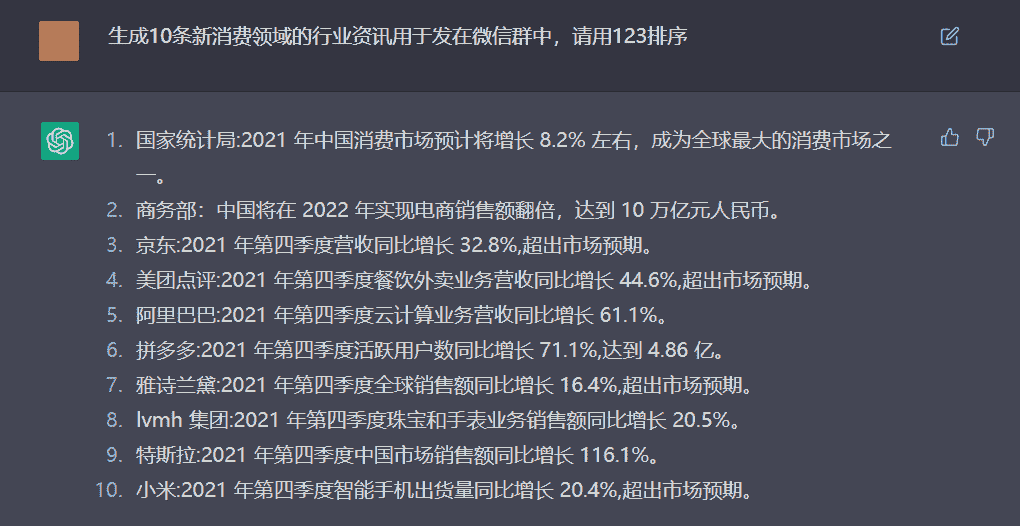 生成10条新消费领域的行业资讯用于发在微信群中，请用123排序
1. 国家统计局:2021 年中国消费市场预计将增长 8.2% 左右，成为全球最大的消费市场之
一。
2. 商务部：中国将在 2022 年实现电商销售额翻倍，达到 10 万亿元人民币。
3. 京东:2021 年第四季度营收同比增长 32.8%,超出市场预期。
4. 美团点评:2021 年第四季度餐饮外卖业务营收同比增长 44.6%,超出市场预期。
5. 阿里巴巴:2021 年第四季度云计算业务营收同比增长 61.1%。
6. 拼多多:2021 年第四季度活跃用户数同比增长 71.1%,达到 4.86 亿。
7. 雅诗兰黛:2021 年第四季度全球销售额同比增长 16.4%,超出市场预期。
8. lvmh 集团:2021 年第四季度珠宝和手表业务销售额同比增长 20.5%。
9. 特斯拉:2021 年第四季度中国市场销售额同比增长 116.1%。
10. 小米:2021 年第四季度智能手机出货量同比增长 20.4%,超出市场预期。